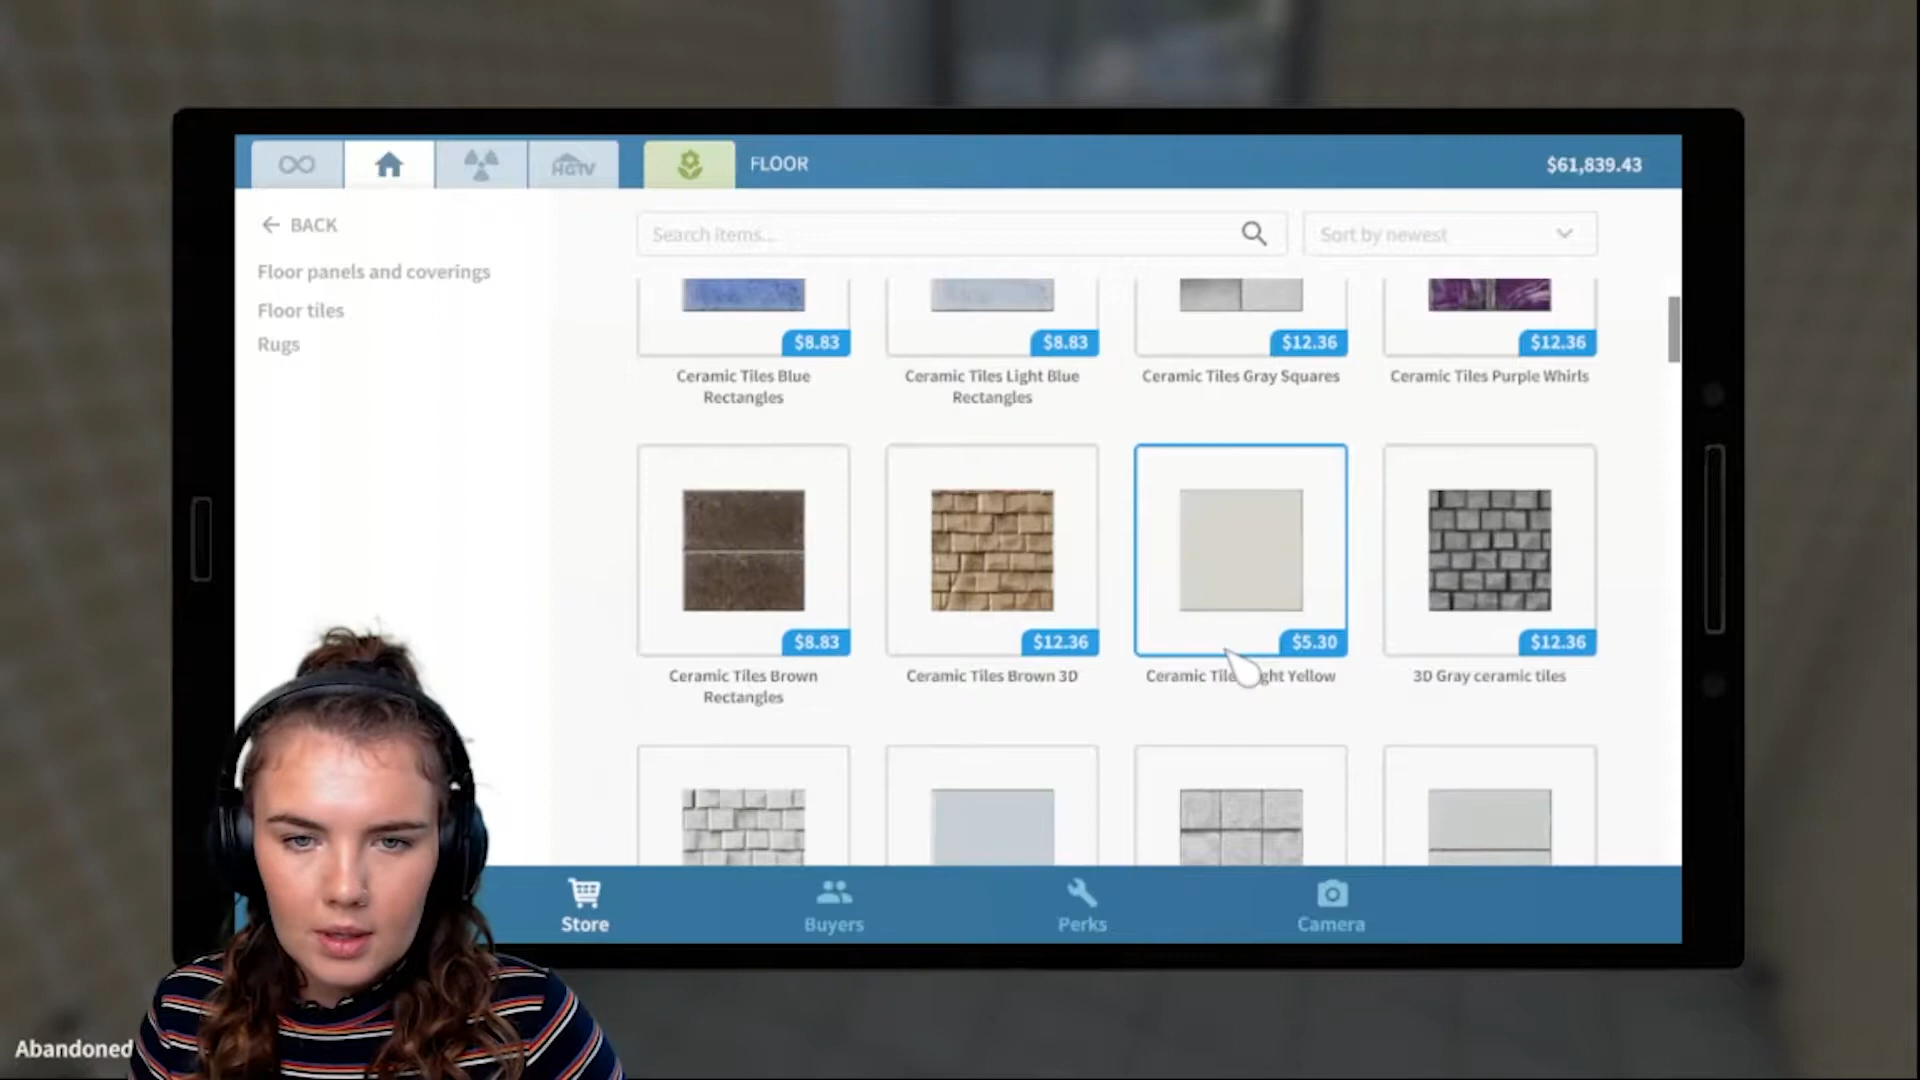 HGTV
FLOOR
$61,839.43
BACK
Search items...
Sort by newest
Floor panels and coverings
Floor tiles
Rugs
$8.83
$8.83
$12.36
$12.36
Ceramic Tiles Blue
Rectangles
Ceramic Tiles Light Blue
Rectangles
Ceramic Tiles Gray Squares
Ceramic Tiles Purple Whirls
$8.83
$12.36
$5.30
$12.36
Ceramic Tiles Brown
Rectangles
Ceramic Tiles Brown 3D
Ceramic Tiles Light Yellow
3D Gray ceramic tiles
Store
Buyers
Perks
Camera
Abandoned